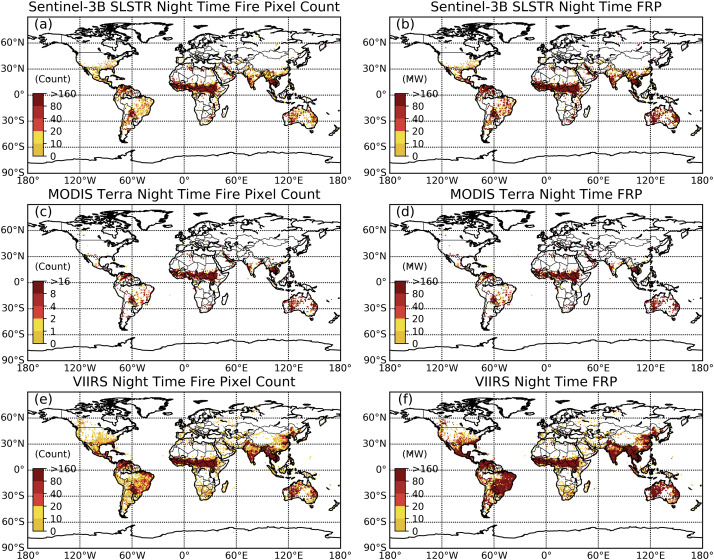 Sentinel-3B SLSTR Night Time Fire Pixel Count
(a)
60°N
30°N
0°
30°S
60°S
90°S
(Count)
>160
80
40
20
10
0
180° 120°W 60°W 0° 60°E 120°E 180°
Sentinel-3B SLSTR Night Time FRP
(b)
60°N
30°N
0°
30°S
60°S
90°S
(MW)
>160
80
40
20
10
0
180° 120°W 60°W 0° 60°E 120°E 180°
MODIS Terra Night Time Fire Pixel Count
(c)
60°N
30°N
0°
30°S
60°S
90°S
(Count)
>16
8
4
2
1
0
180° 120°W 60°W 0° 60°E 120°E 180°
MODIS Terra Night Time FRP
(d)
60°N
30°N
0°
30°S
60°S
90°S
(MW)
>160
80
40
20
10
0
180° 120°W 60°W 0° 60°E 120°E 180°
VIIRS Night Time Fire Pixel Count
(e)
60°N
30°N
0°
30°S
60°S
90°S
(Count)
>160
80
40
20
10
0
180° 120°W 60°W 0° 60°E 120°E 180°
VIIRS Night Time FRP
(f)
60°N
30°N
0°
30°S
60°S
90°S
(MW)
>160
80
40
20
10
0
180° 120°W 60°W 0° 60°E 120°E 180°